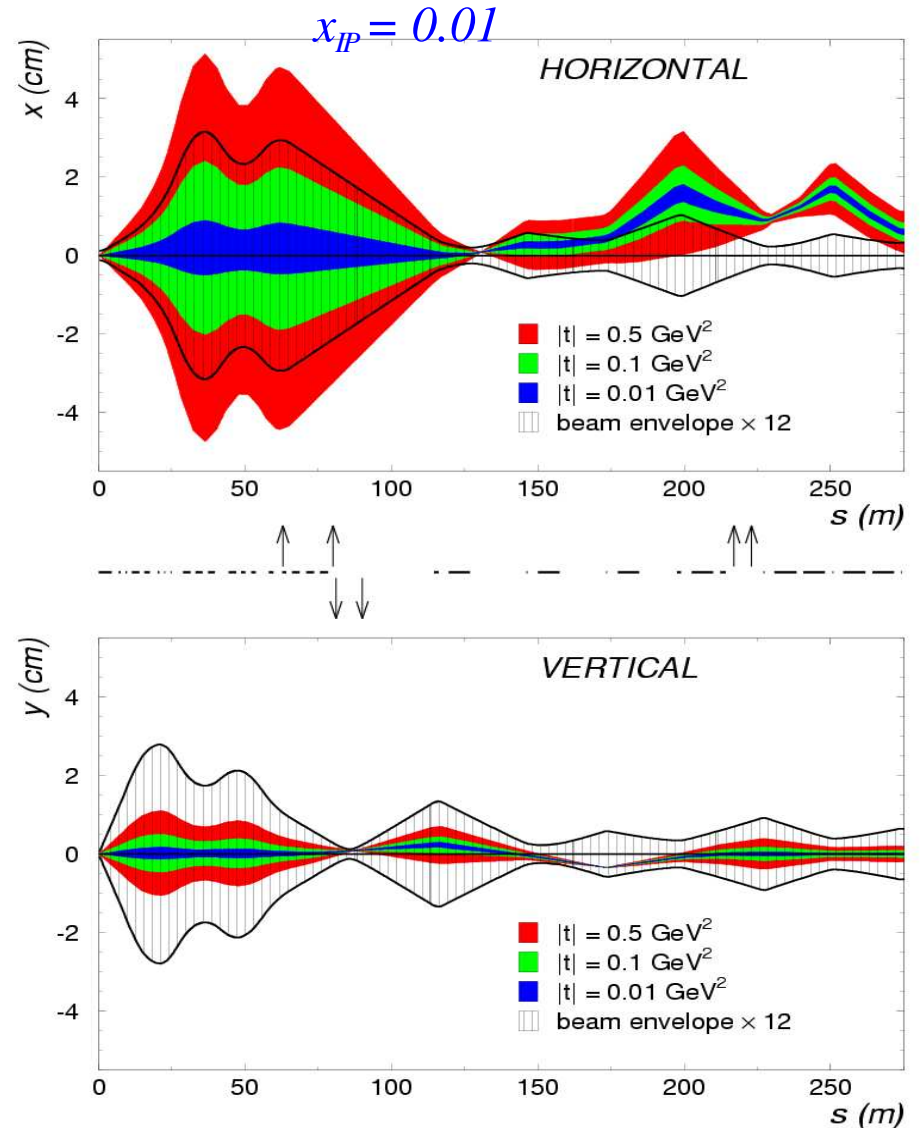 x_IP = 0.01
HORIZONTAL
x (cm)
4
2
0
-2
-4
|t| = 0.5 GeV²
|t| = 0.1 GeV²
|t| = 0.01 GeV²
beam envelope × 12
0 50 100 150 200 250
s (m)
VERTICAL
y (cm)
4
2
0
-2
-4
|t| = 0.5 GeV²
|t| = 0.1 GeV²
|t| = 0.01 GeV²
beam envelope × 12
0 50 100 150 200 250
s (m)